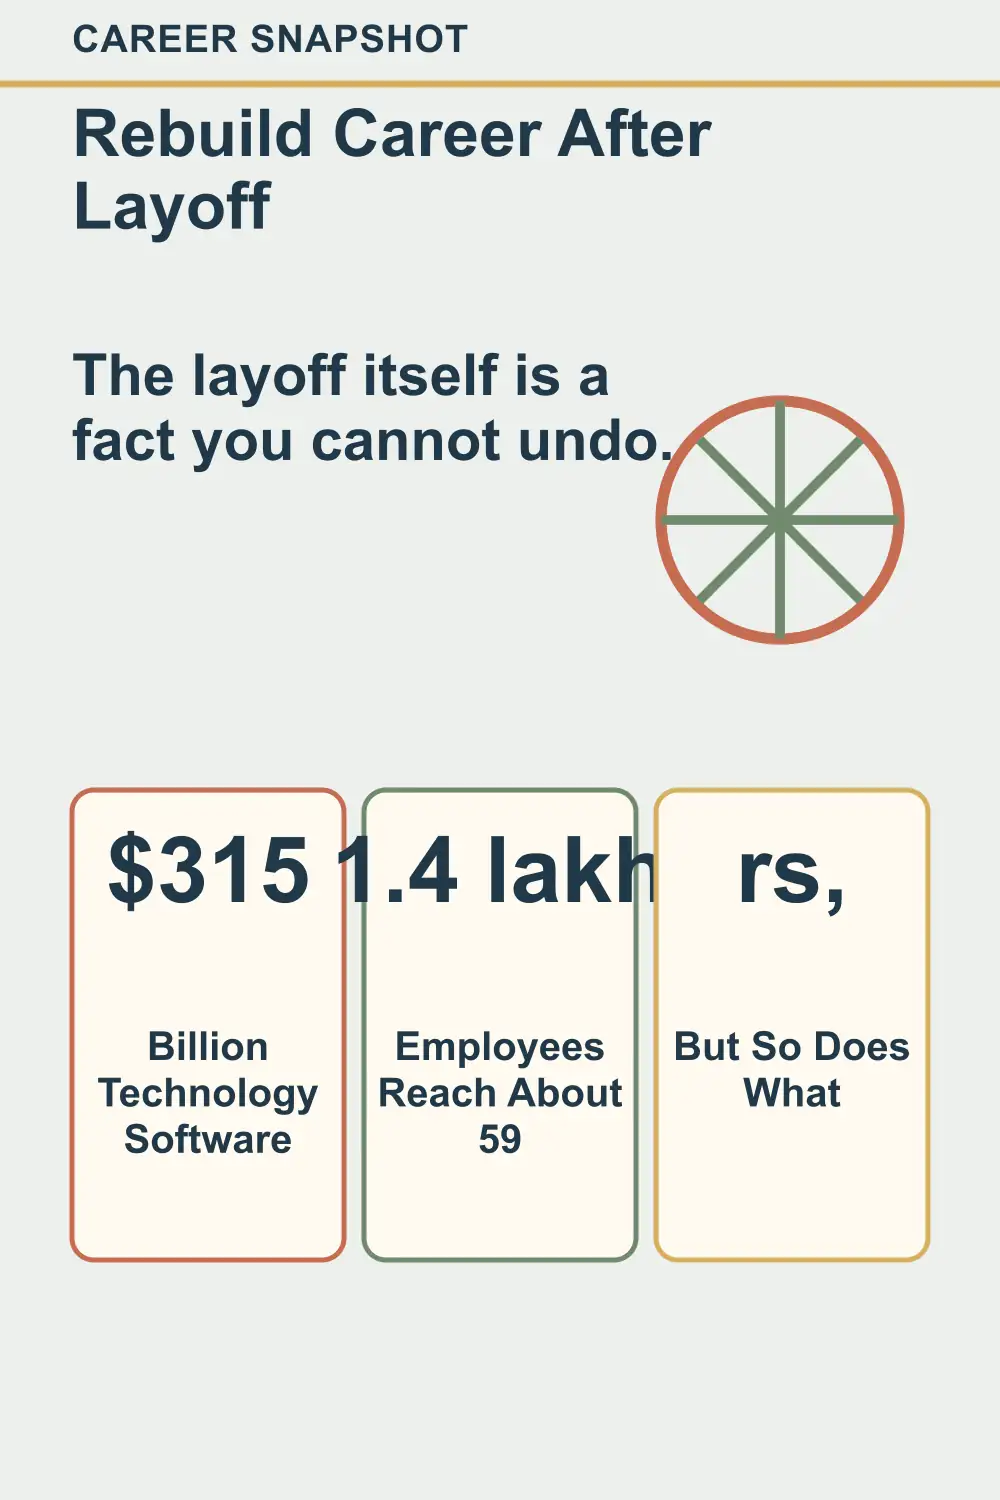 CAREER SNAPSHOT
Rebuild Career After
Layoff
The layoff itself is a
fact you cannot undo.
$315
1.4 lakh
rs,
Billion
Technology
Software
Employees
Reach About
59
But So Does
What